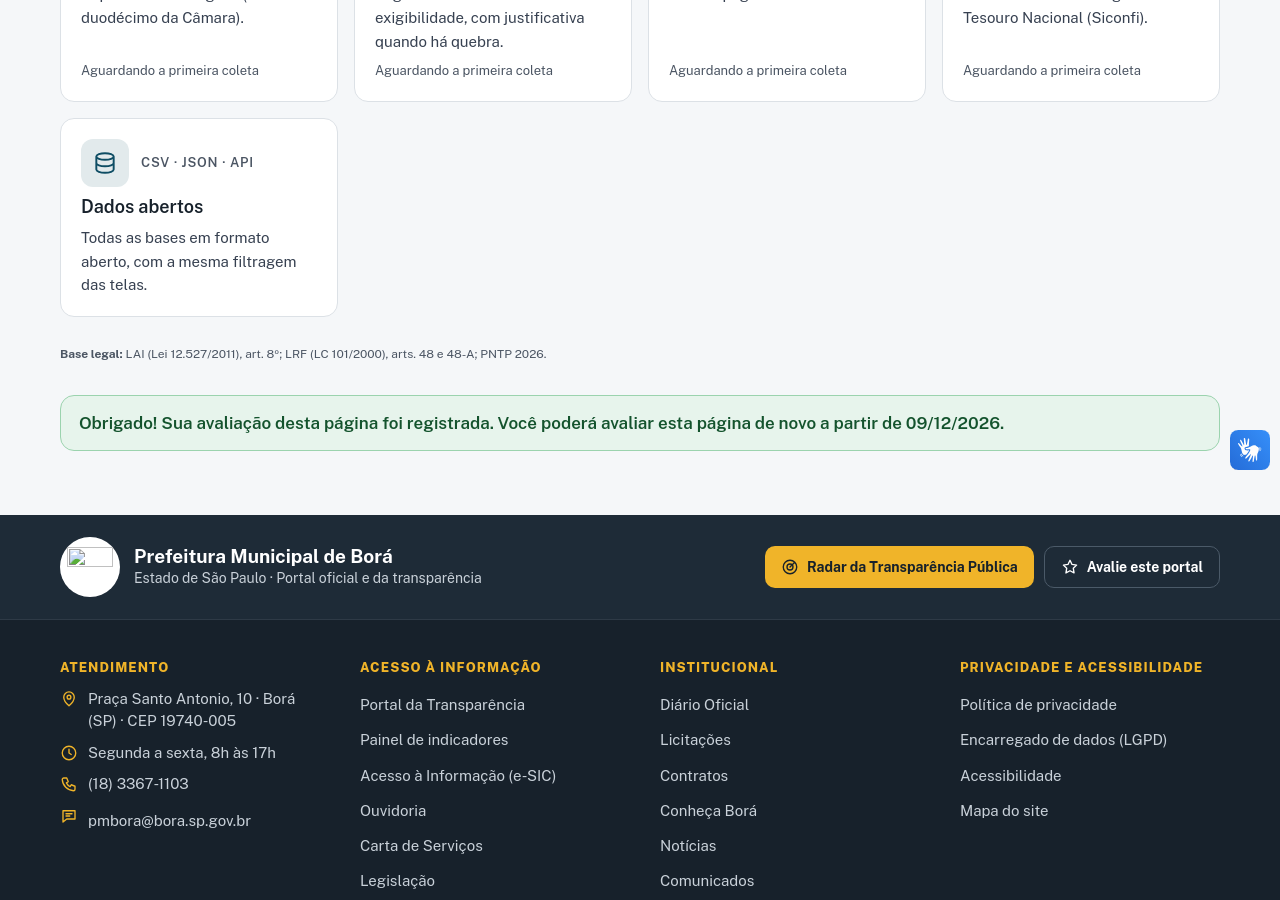 duodécimo da Câmara).
exigibilidade, com justificativa
quando há quebra.
Tesouro Nacional (Siconfi).
Aguardando a primeira coleta
Aguardando a primeira coleta
Aguardando a primeira coleta
Aguardando a primeira coleta
CSV · JSON · API
Dados abertos
Todas as bases em formato
aberto, com a mesma filtragem
das telas.
Base legal: LAI (Lei 12.527/2011), art. 8º; LRF (LC 101/2000), arts. 48 e 48-A; PNTP 2026.
Obrigado! Sua avaliação desta página foi registrada. Você poderá avaliar esta página de novo a partir de 09/12/2026.
Prefeitura Municipal de Borá
Estado de São Paulo · Portal oficial e da transparência
Radar da Transparência Pública
Avalie este portal
ATENDIMENTO
Praça Santo Antonio, 10 · Borá
(SP) · CEP 19740-005
Segunda a sexta, 8h às 17h
(18) 3367-1103
pmbora@bora.sp.gov.br
ACESSO À INFORMAÇÃO
Portal da Transparência
Painel de indicadores
Acesso à Informação (e-SIC)
Ouvidoria
Carta de Serviços
Legislação
INSTITUCIONAL
Diário Oficial
Licitações
Contratos
Conheça Borá
Notícias
Comunicados
PRIVACIDADE E ACESSIBILIDADE
Política de privacidade
Encarregado de dados (LGPD)
Acessibilidade
Mapa do site